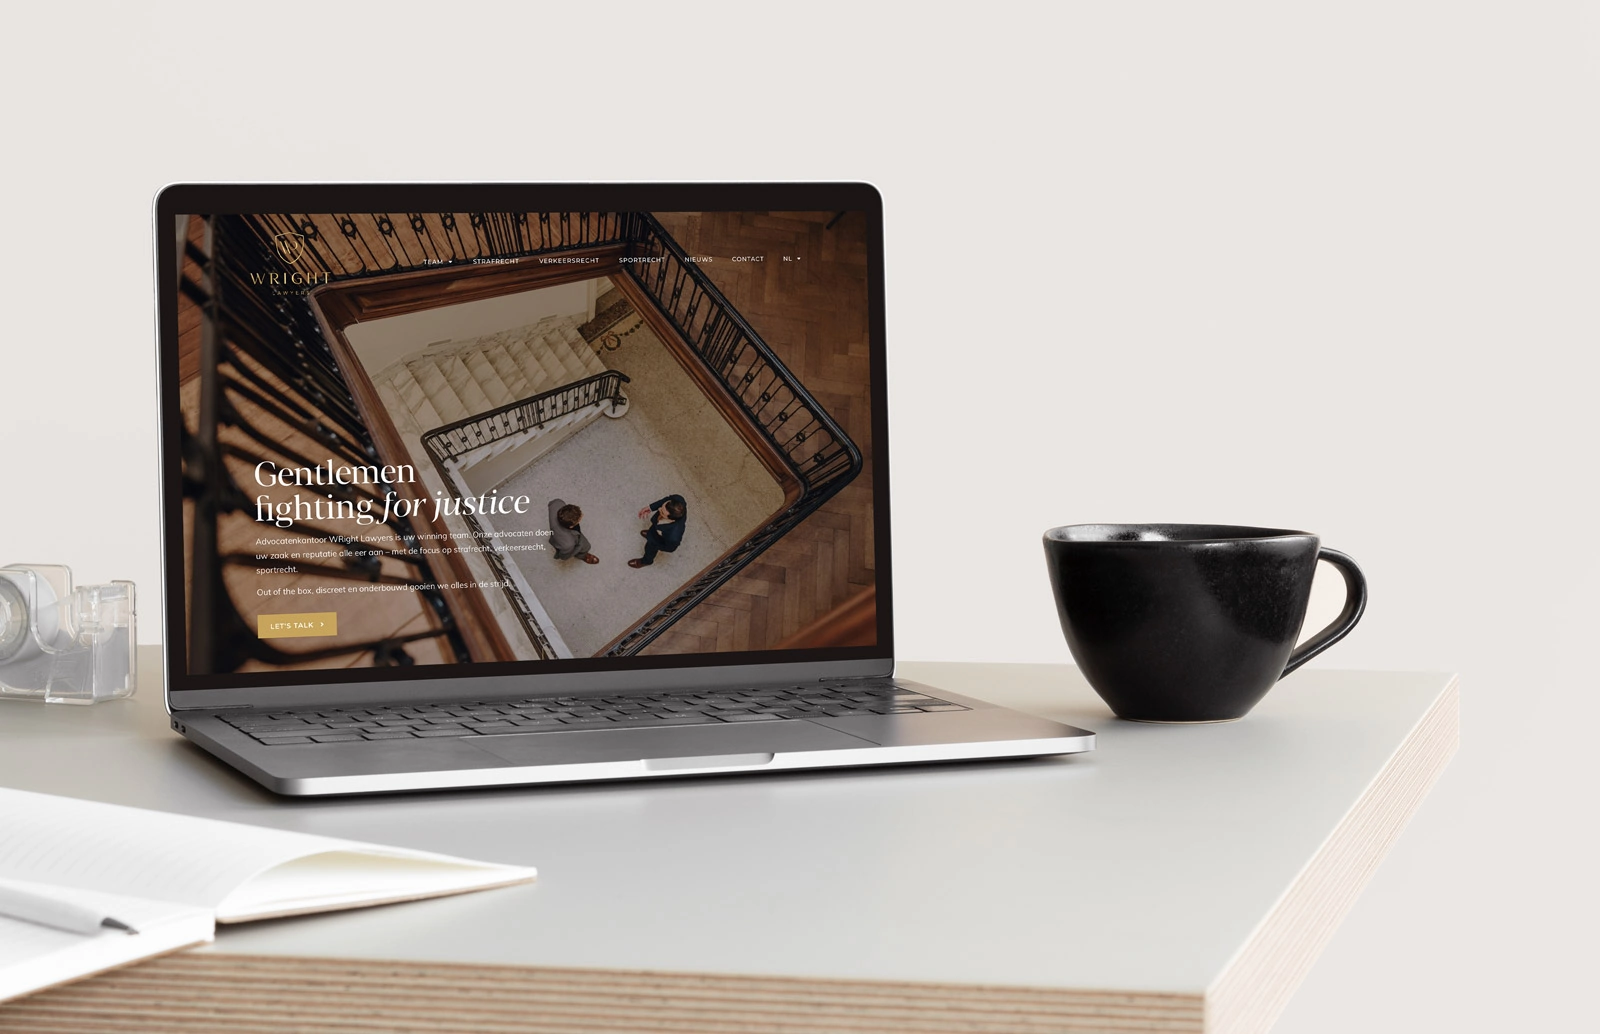 WRIGHT
LAWYERS
TEAM STRAFRECHT VERKEERSRECHT SPORTRECHT NIEUWS CONTACT NL
Gentlemen
fighting for justice
Advocatenkantoor WRight Lawyers is uw winning team. Onze advocaten doen
uw zaak en reputatie alle eer aan – met de focus op strafrecht, verkeersrecht,
sportrecht.
Out of the box, discreet en onderbouwd gooien we alles in de strijd.
LET'S TALK